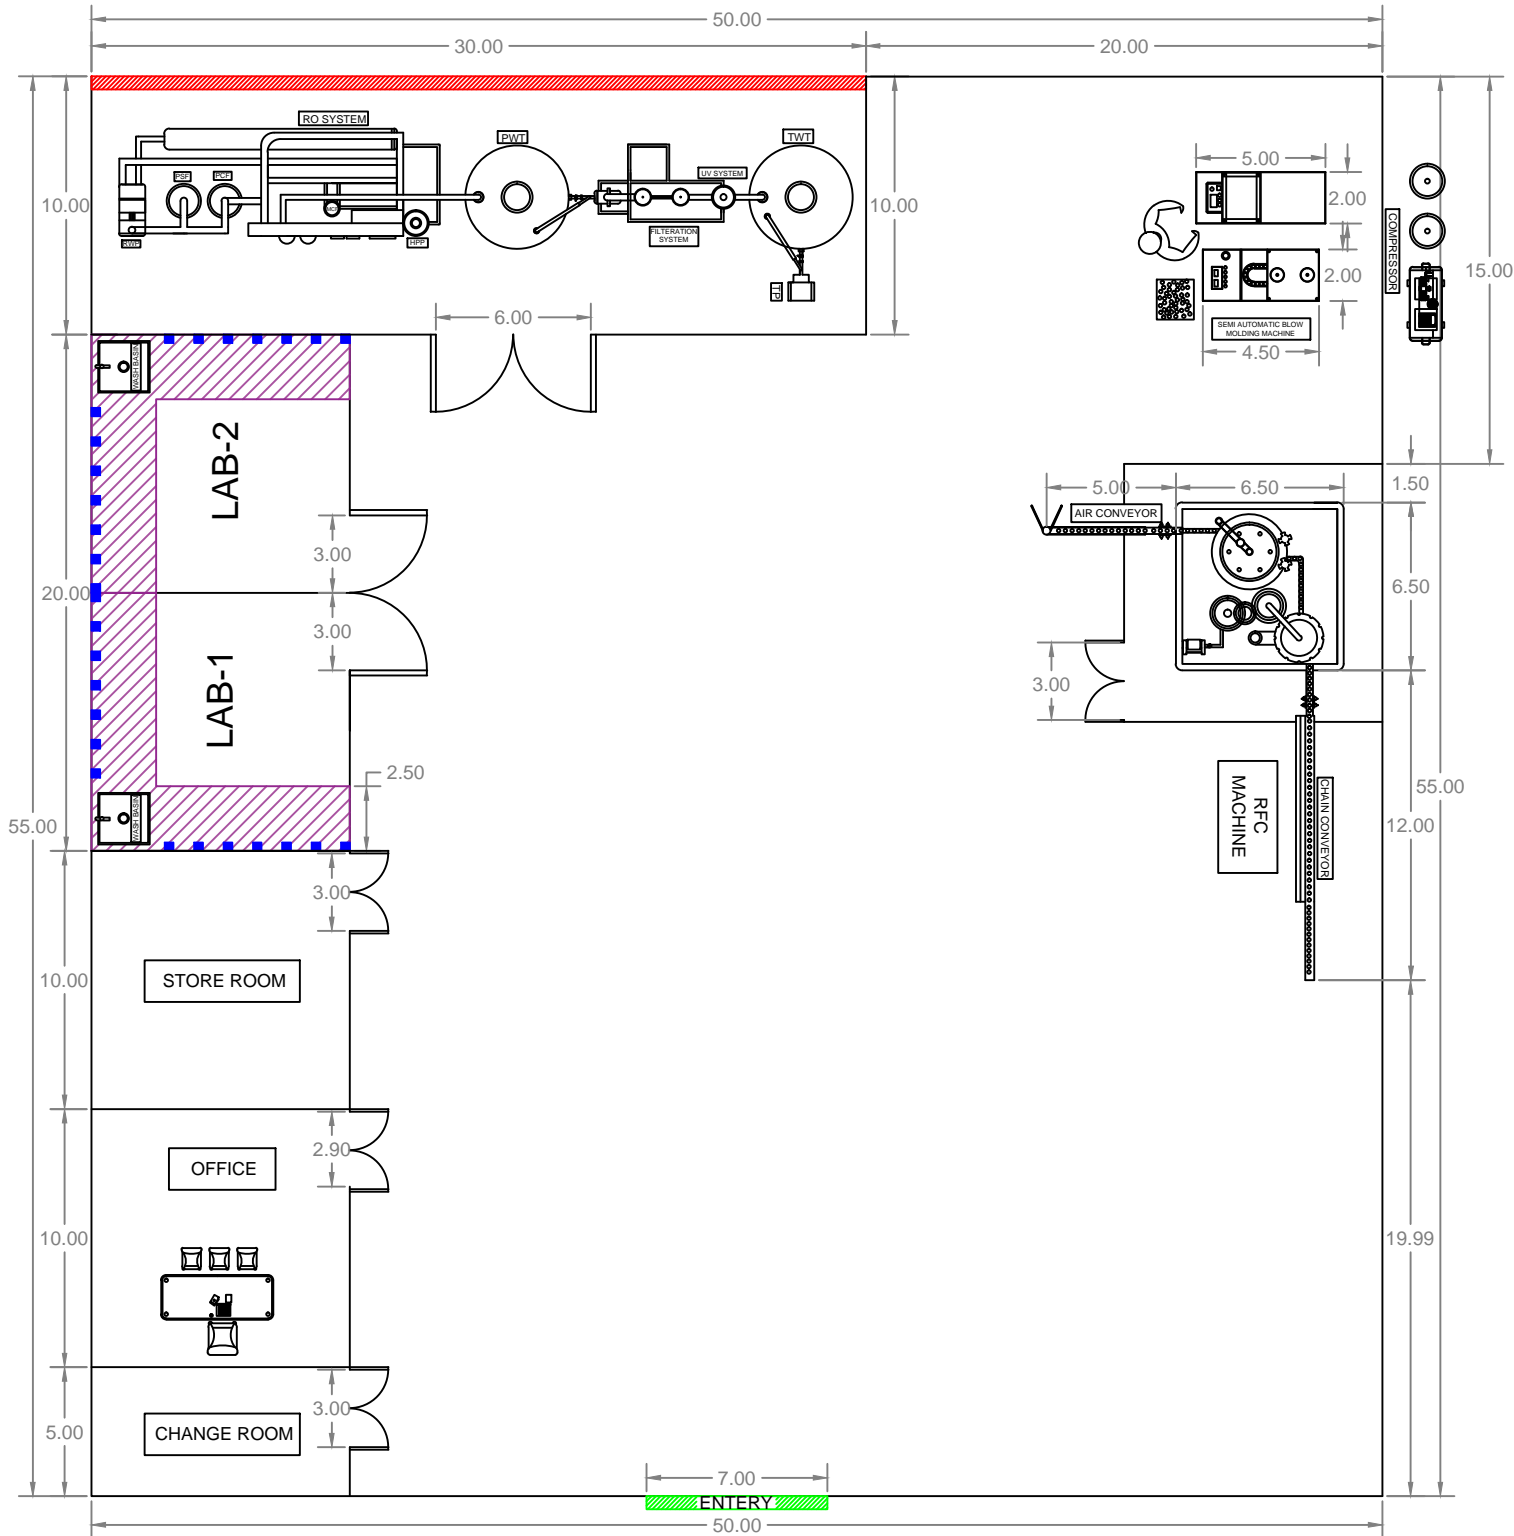 50.00
30.00
20.00
RO SYSTEM
PWT
TWT
PSF
PCF
UV SYSTEM
MCF
RWP
HPP
FILTERATION
SYSTEM
TP
10.00
10.00
5.00
2.00
2.00
COMPRESSOR
15.00
SEMI AUTOMATIC BLOW
MOLDING MACHINE
4.50
6.00
WASH BASIN
LAB-2
3.00
20.00
3.00
LAB-1
2.50
WASH BASIN
5.00
6.50
1.50
AIR CONVEYOR
6.50
3.00
55.00
55.00
12.00
RFC
MACHINE
CHAIN CONVEYOR
3.00
10.00
STORE ROOM
2.90
OFFICE
10.00
19.99
3.00
5.00
CHANGE ROOM
7.00
ENTERY
50.00